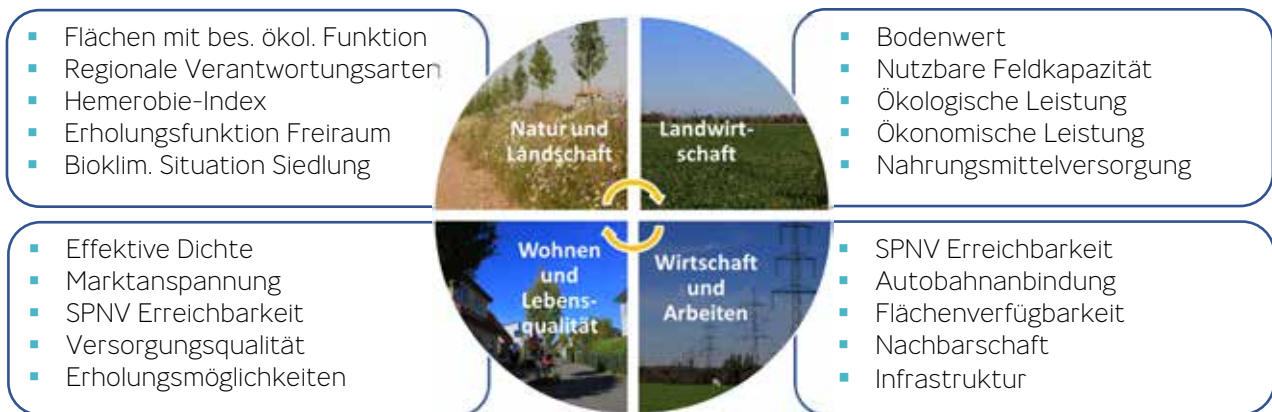 Flächen mit bes. ökol. Funktion
Regionale Verantwortungsarten
Hemerobie-Index
Erholungsfunktion Freiraum
Bioklim. Situation Siedlung
Natur und
Landschaft
Landwirt-
schaft
Bodenwert
Nutzbare Feldkapazität
Ökologische Leistung
Ökonomische Leistung
Nahrungsmittelversorgung
Effektive Dichte
Marktanspannung
SPNV Erreichbarkeit
Versorgungsqualität
Erholungsmöglichkeiten
Wohnen
und
Lebens-
qualität
Wirtschaft
und
Arbeiten
SPNV Erreichbarkeit
Autobahnanbindung
Flächenverfügbarkeit
Nachbarschaft
Infrastruktur